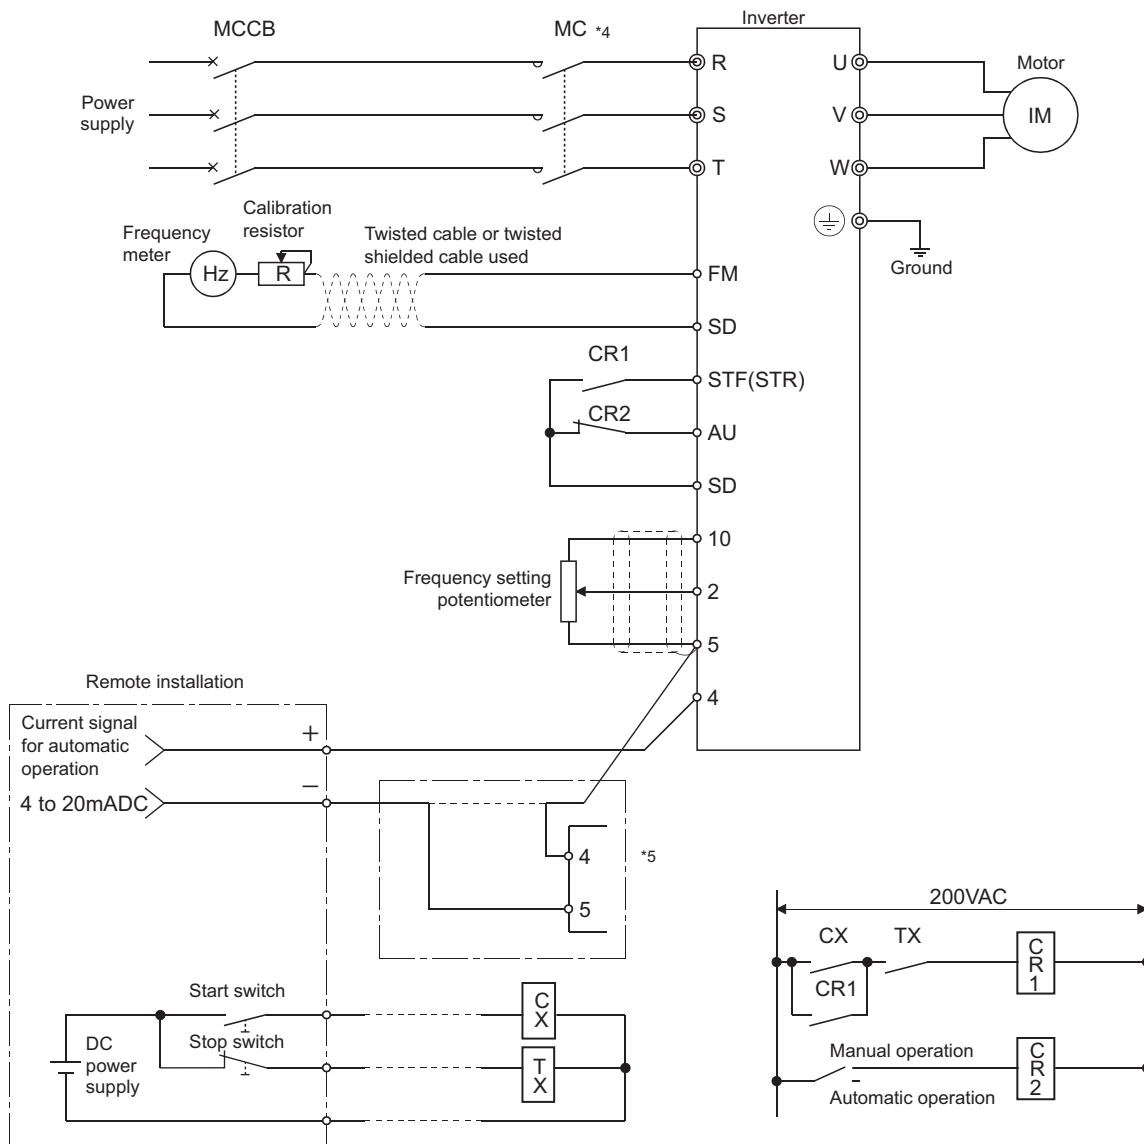 Inverter
MCCB
MC *4
Power
supply
R
S
T
U
V
W
Motor
IM
Ground
Calibration
resistor
Frequency
meter
Hz
R
Twisted cable or twisted
shielded cable used
FM
SD
CR1
STF(STR)
CR2
AU
SD
10
Frequency setting
potentiometer
2
5
4
Remote installation
Current signal
for automatic
operation
+
4 to 20mADC
−
4
5
*5
Start switch
Stop switch
DC
power
supply
CX
TX
200VAC
CX
TX
CR1
CR1
Manual operation
Automatic operation
CR2